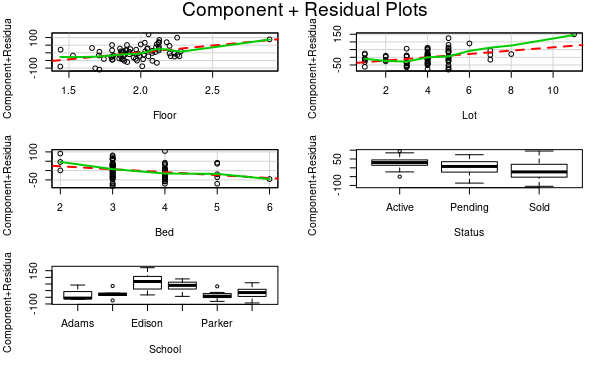 Component + Residual Plots
Component+Residua
150
50
-100
1.5 2.0 2.5
Floor
Component+Residua
150
-50
2 4 6 8 10
Lot
Component+Residua
100
-50
2 3 4 5 6
Bed
Component+Residua
50
-100
Active Pending Sold
Status
Component+Residua
150
-100
Adams Edison Parker
School